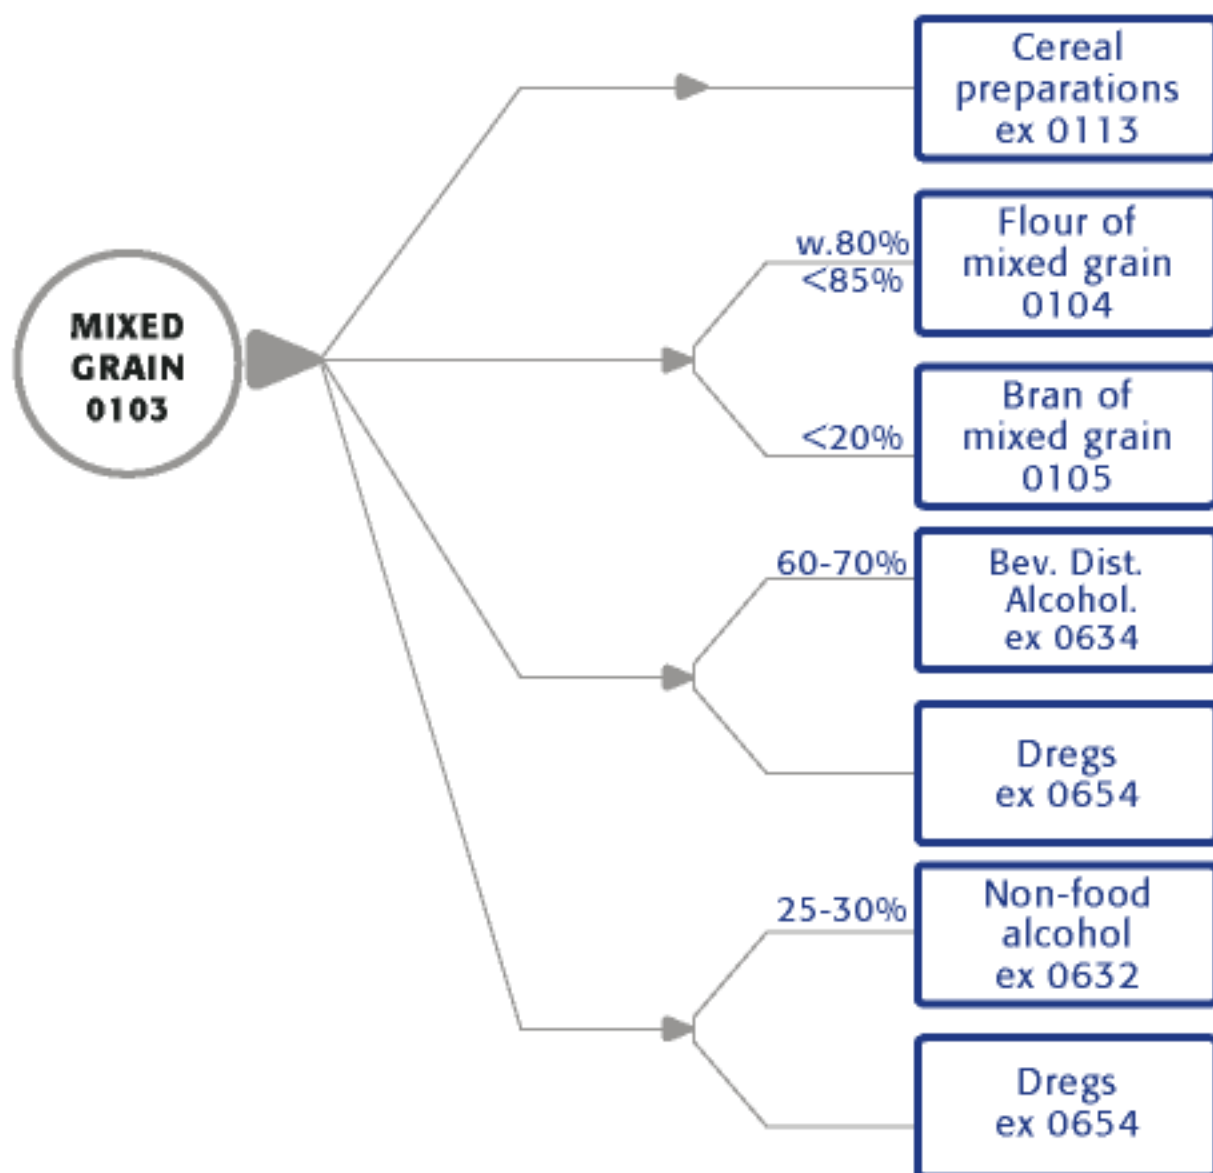 Cereal
preparations
ex 0113
w.80%
<85%
Flour of
mixed grain
0104
MIXED
GRAIN
0103
<20%
Bran of
mixed grain
0105
60-70%
Bev. Dist.
Alcohol.
ex 0634
Dregs
ex 0654
25-30%
Non-food
alcohol
ex 0632
Dregs
ex 0654